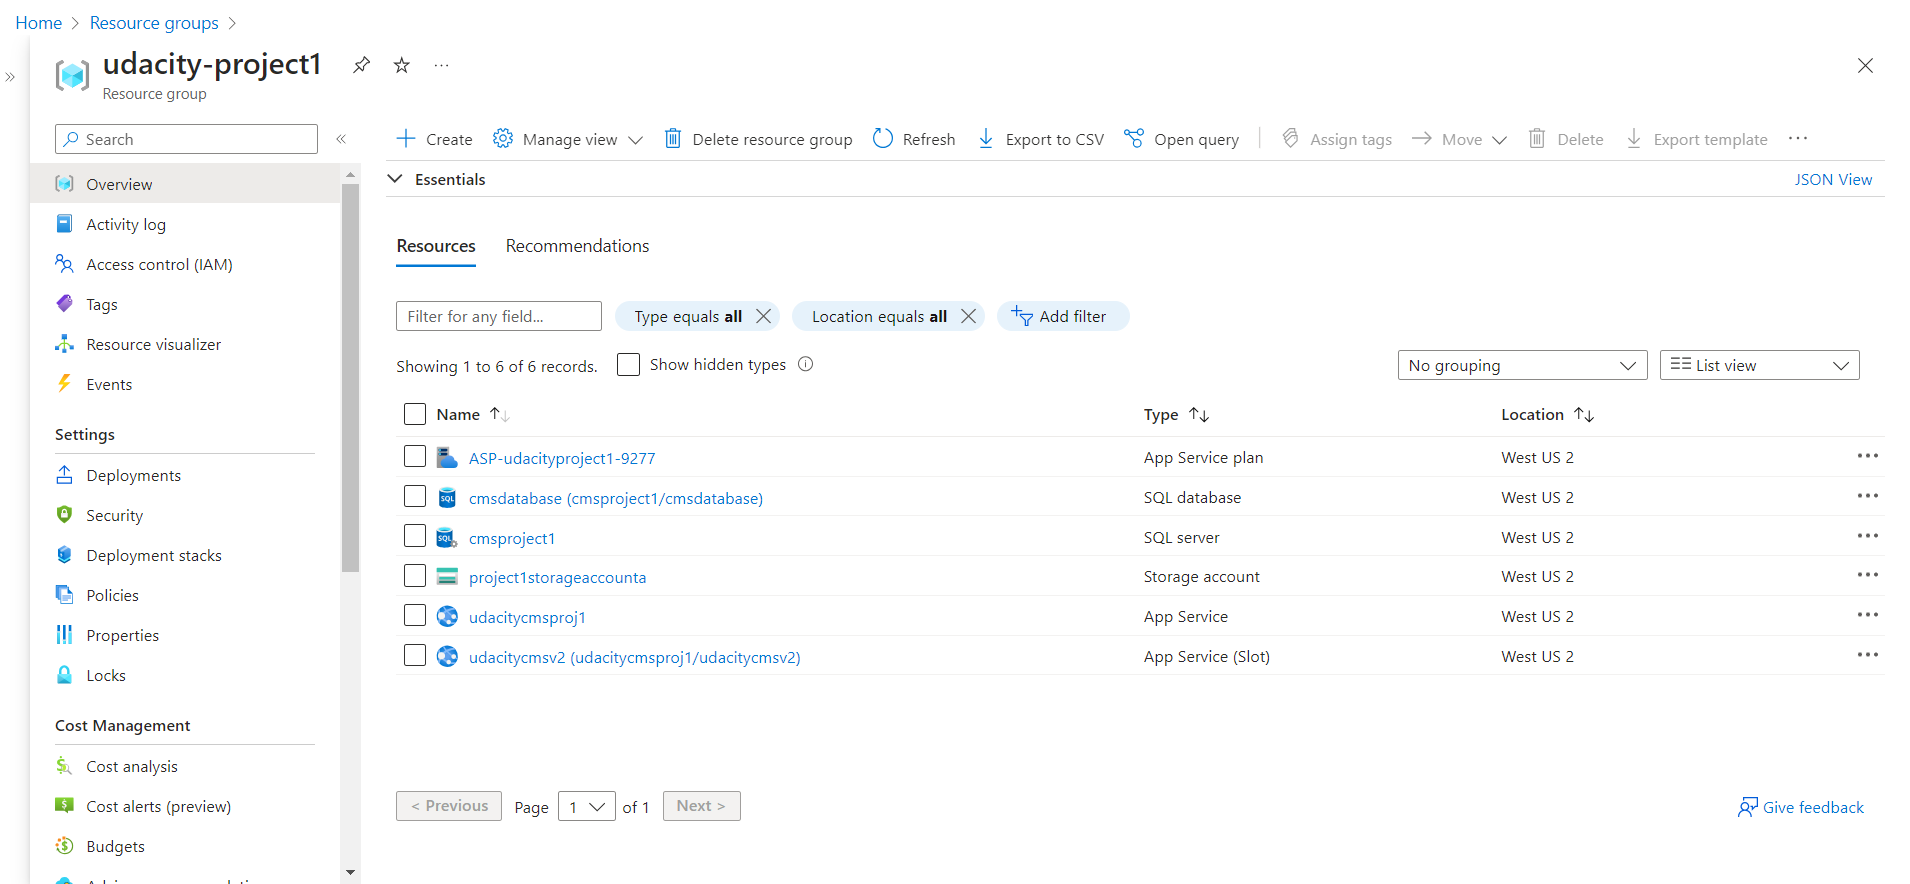 Home > Resource groups >
udacity-project1
Resource group
Search
Overview
Activity log
Access control (IAM)
Tags
Resource visualizer
Events
Settings
Deployments
Security
Deployment stacks
Policies
Properties
Locks
Cost Management
Cost analysis
Cost alerts (preview)
Budgets
Create Manage view Delete resource group Refresh Export to CSV Open query Assign tags Move Delete Export template ...
Essentials JSON View
Resources Recommendations
Filter for any field... Type equals all Location equals all Add filter
Showing 1 to 6 of 6 records. Show hidden types No grouping List view
Name Type Location
ASP-udacityproject1-9277 App Service plan West US 2
cmsdatabase (cmsproject1/cmsdatabase) SQL database West US 2
cmsproject1 SQL server West US 2
project1storageaccounta Storage account West US 2
udacitycmsproj1 App Service West US 2
udacitycmsv2 (udacitycmsproj1/udacitycmsv2) App Service (Slot) West US 2
< Previous Page 1 of 1 Next > Give feedback